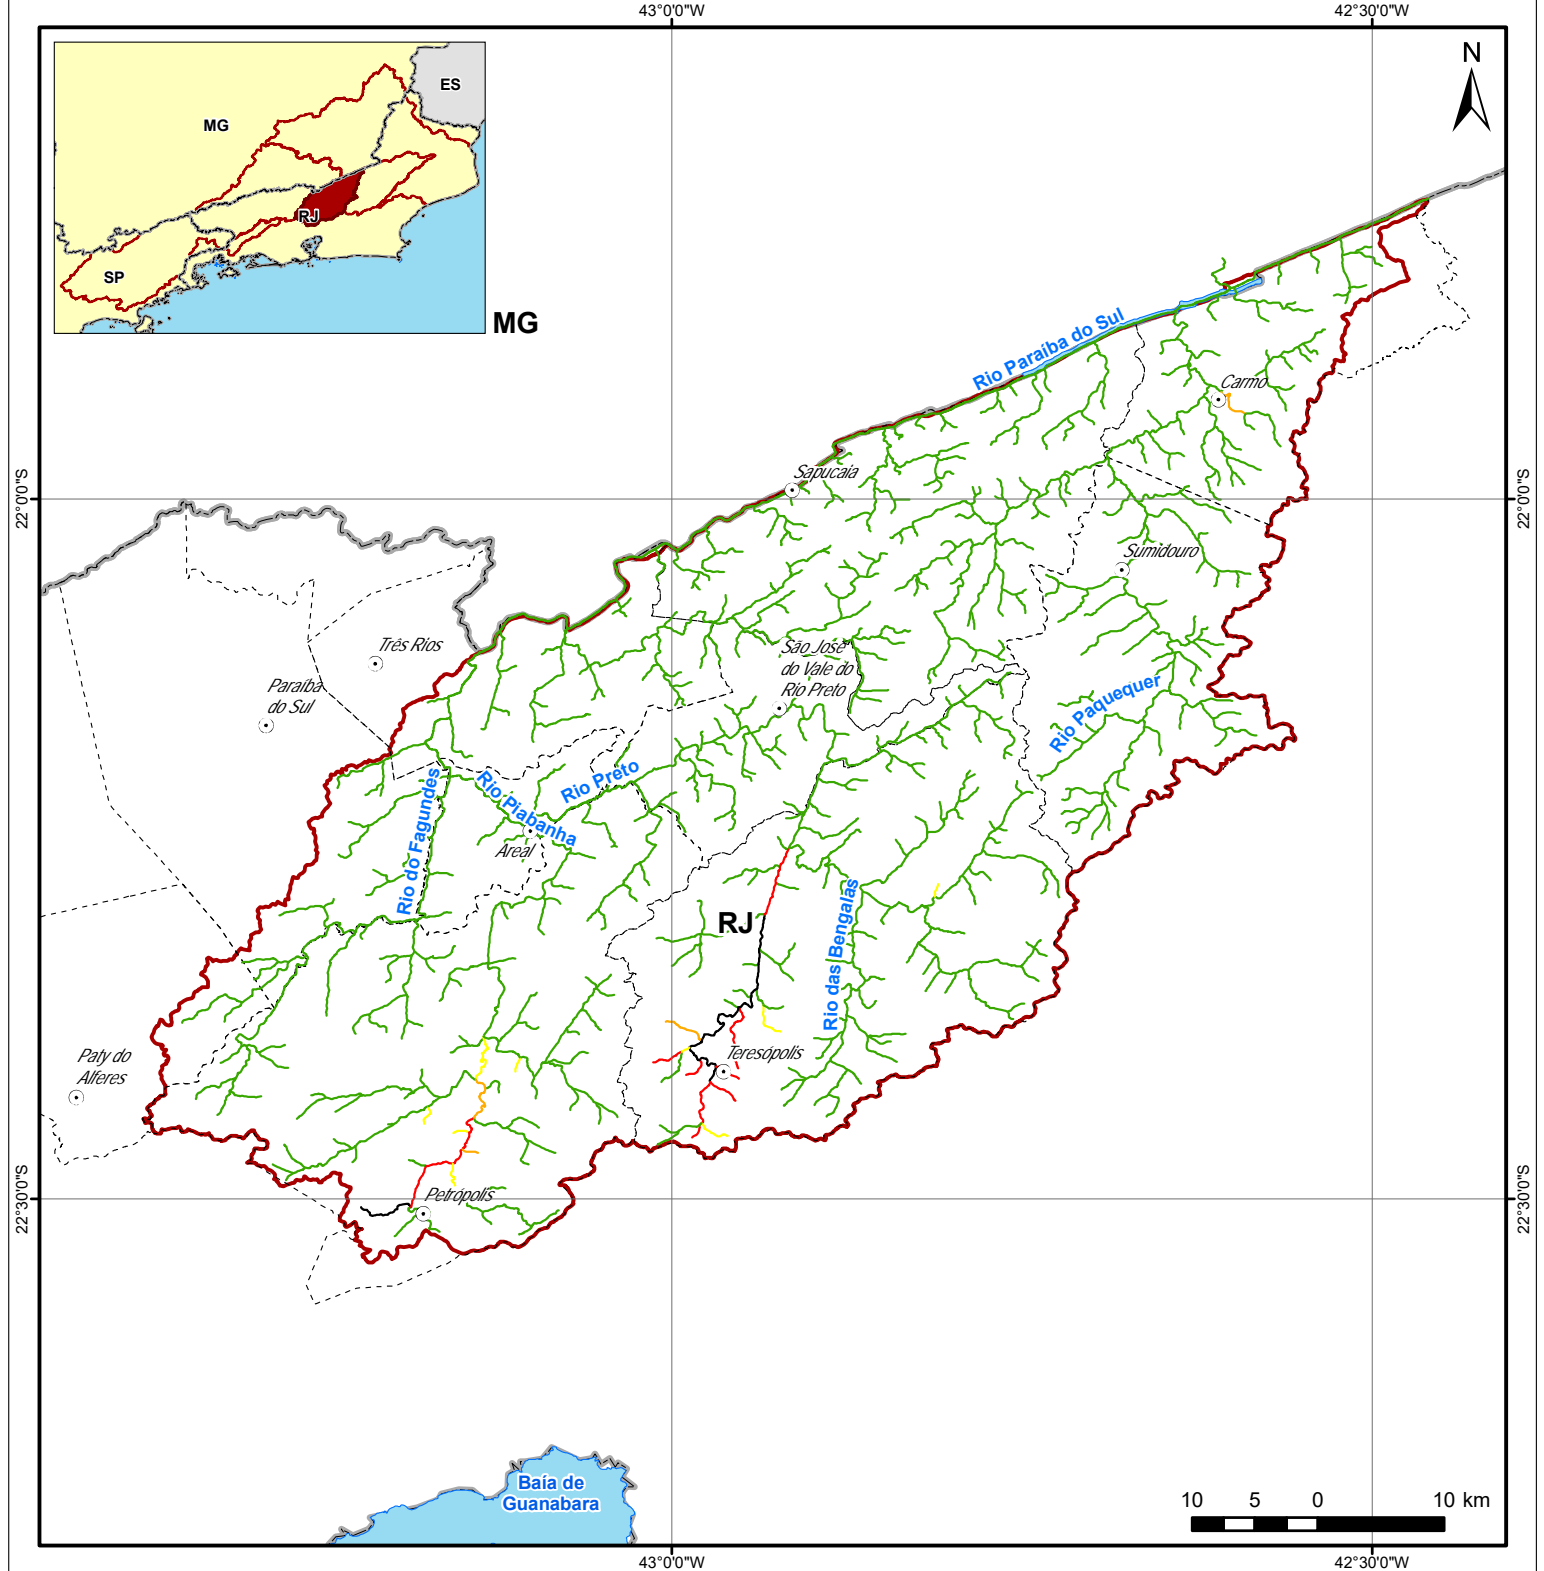 43°0'0"W
42°30'0"W
ES
MG
RJ
SP
N
MG
Rio Paraíba do Sul
Carmo
Sapucaia
22°0'0"S
22°0'0"S
Sumidouro
Três Rios
São José
do Vale do
Rio Preto
Paraíba
do Sul
Rio Paquequer
Rio Preto
Rio Piabanha
Rio do Fagundes
Areal
RJ
Rio das Bengalas
Teresópolis
Paty do
Alferes
Petrópolis
22°30'0"S
22°30'0"S
Baía de
Guanabara
10 5 0 10 km
43°0'0"W
42°30'0"W